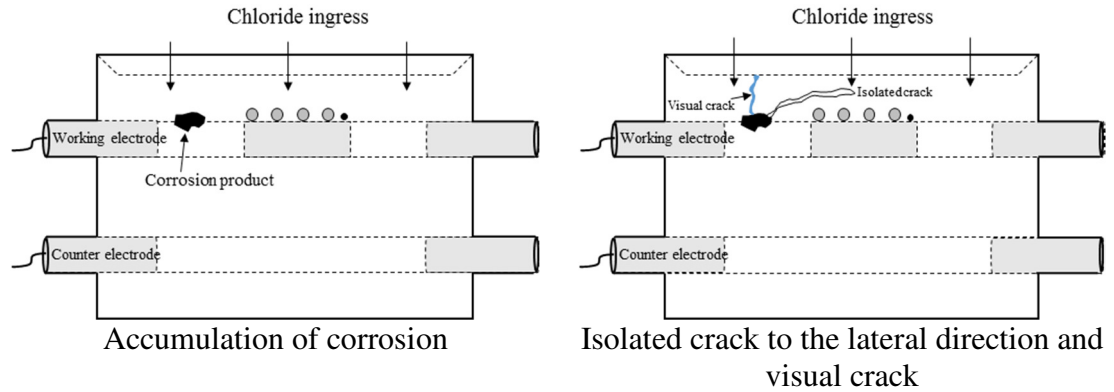 Chloride ingress
Working electrode
Corrosion product
Counter electrode
Accumulation of corrosion
Chloride ingress
Visual crack
Isolated crack
Working electrode
Counter electrode
Isolated crack to the lateral direction and
visual crack